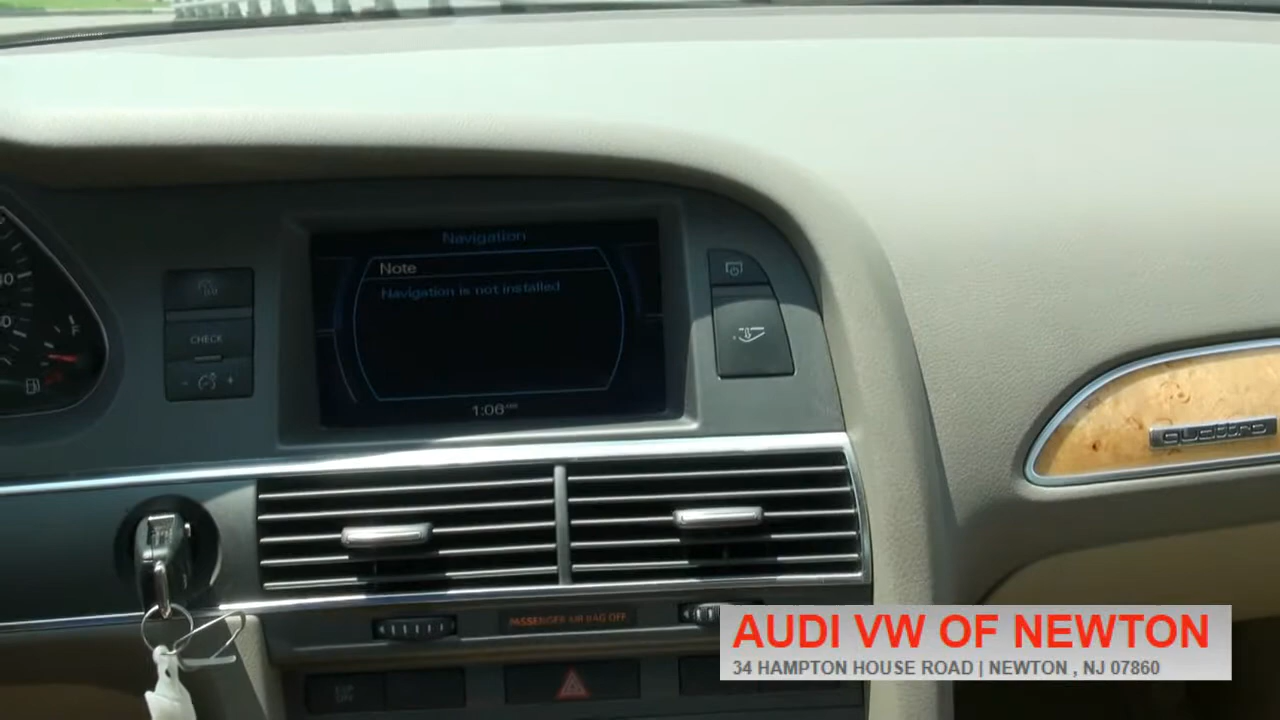 Navigation
Note
Navigation is not installed
1:06
CHECK
quattro
PASSENGER AIR BAG OFF
AUDI VW OF NEWTON
34 HAMPTON HOUSE ROAD | NEWTON , NJ 07860